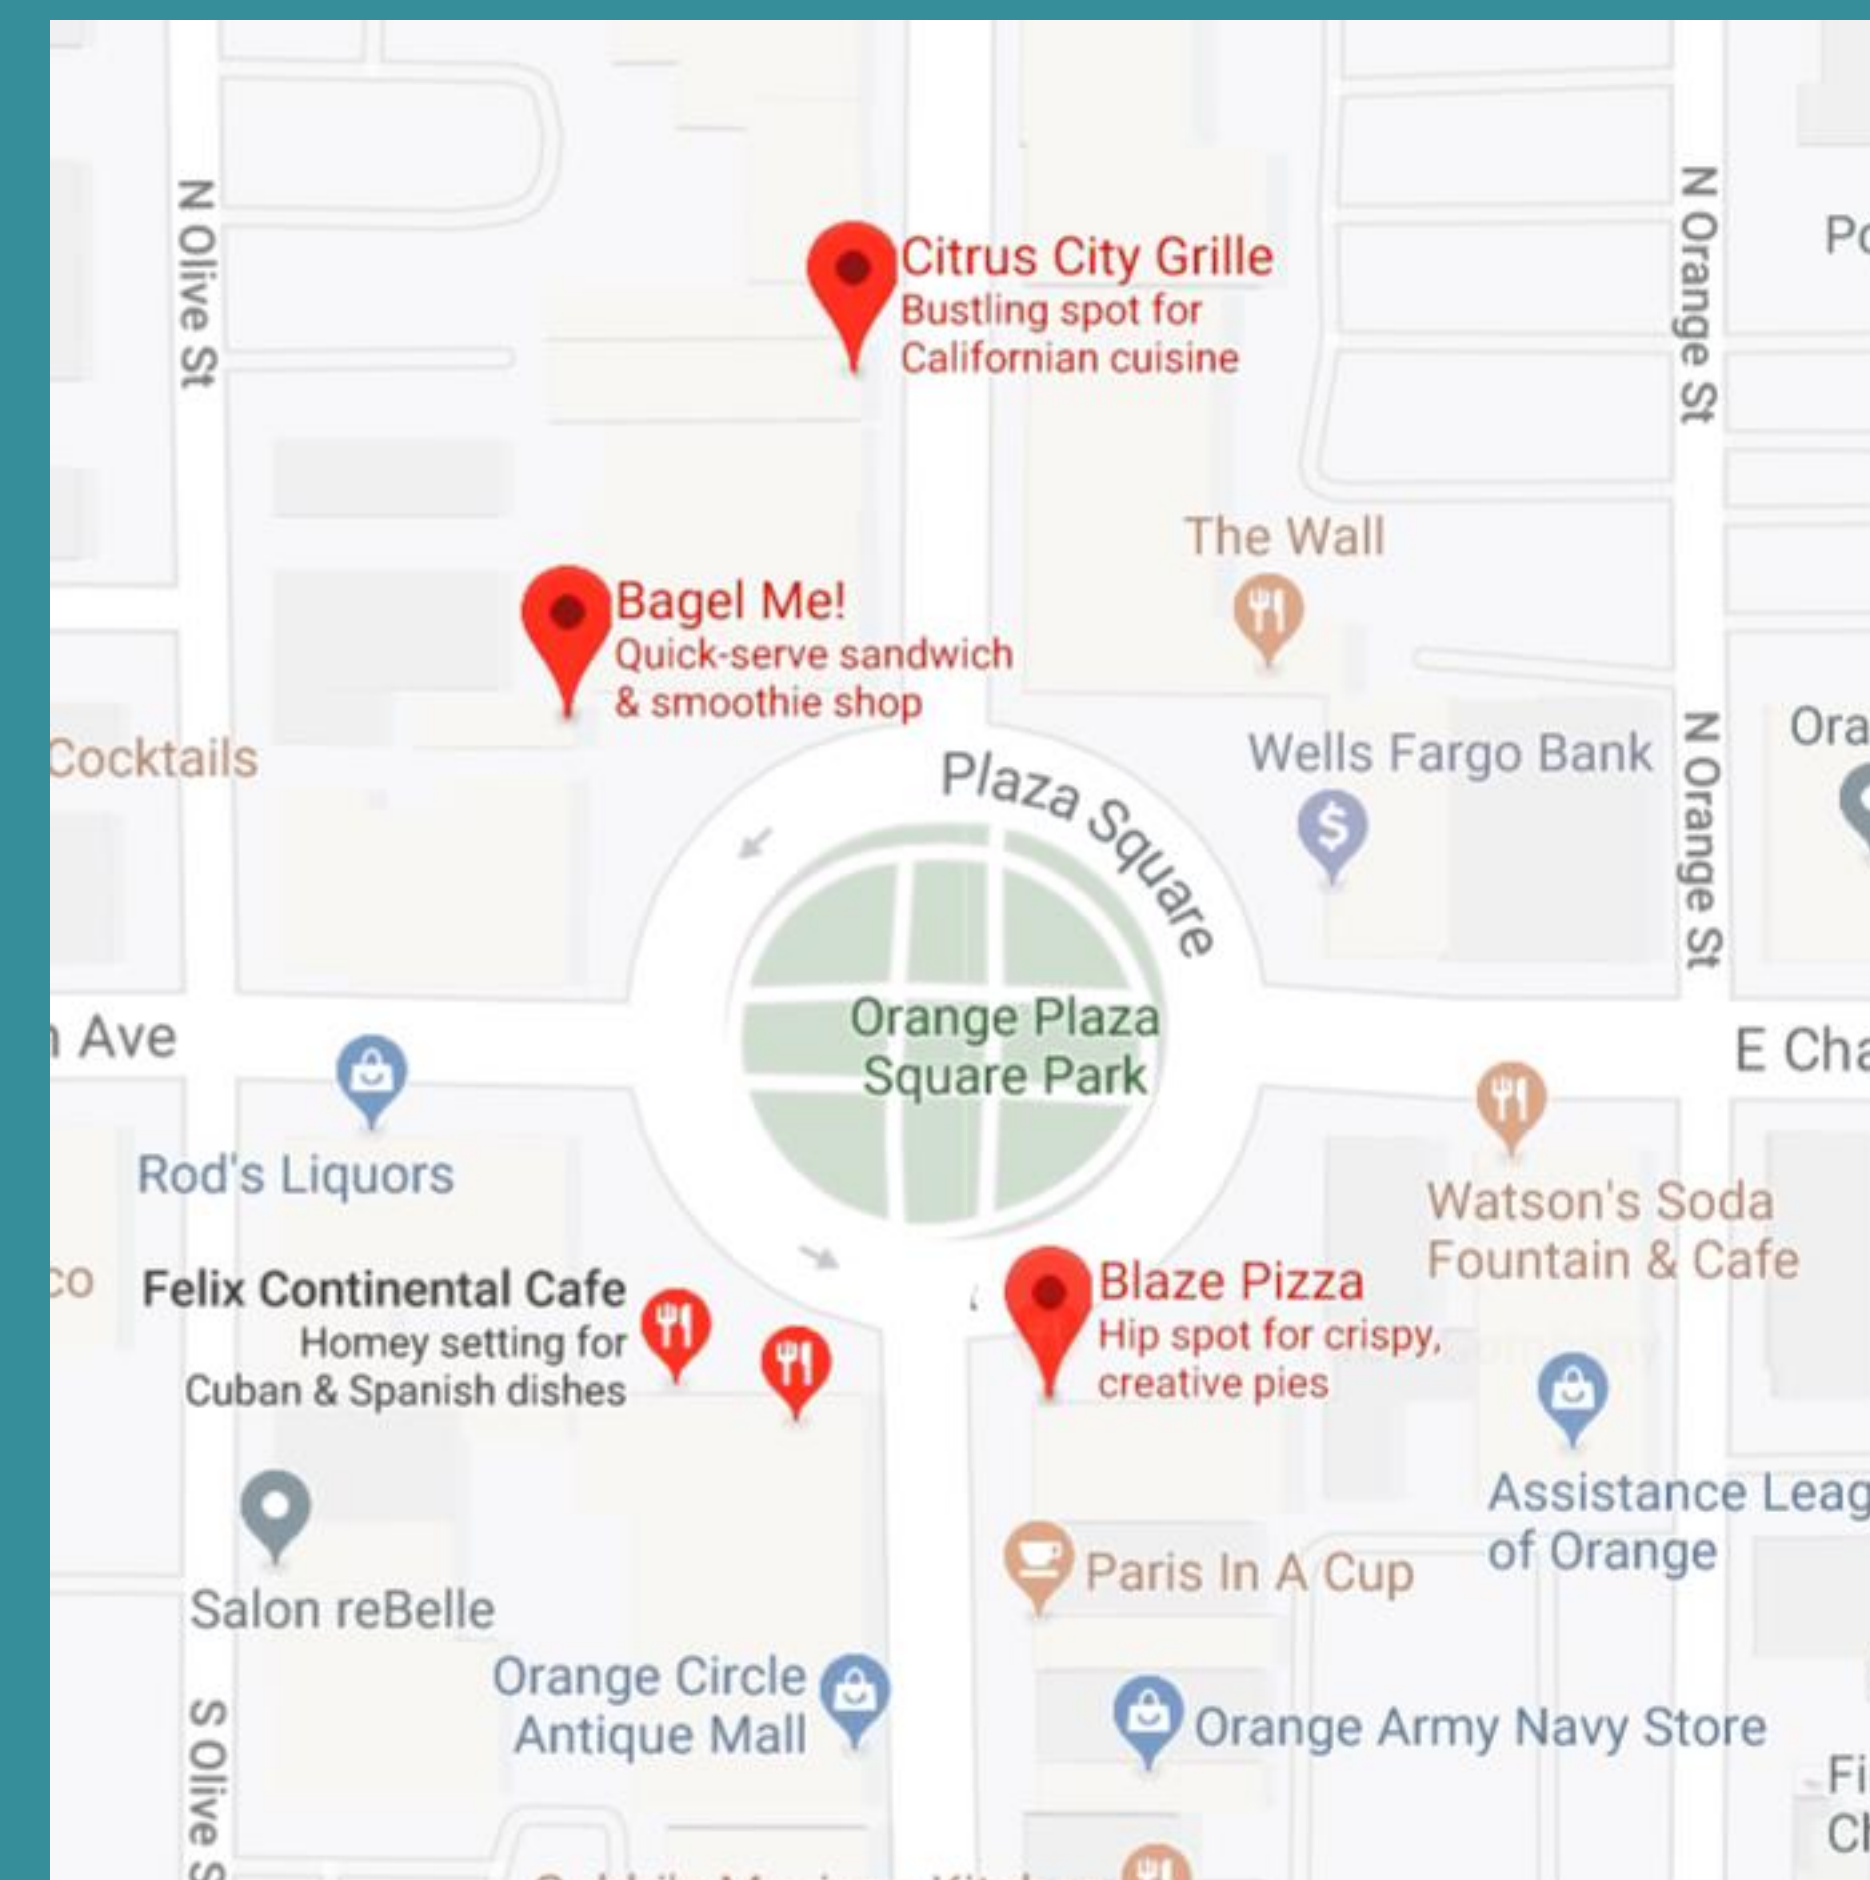 N Olive St
N Orange St
Citrus City Grille
Bustling spot for
Californian cuisine
The Wall
Bagel Me!
Quick-serve sandwich
& smoothie shop
Cocktails
Plaza Square
Wells Fargo Bank
$
N Orange St
Orange Plaza
Square Park
Ave
E
Rod's Liquors
Watson's Soda
Fountain & Cafe
Felix Continental Cafe
Homey setting for
Cuban & Spanish dishes
Blaze Pizza
Hip spot for crispy,
creative pies
Assistance
of Orange
Paris In A Cup
Salon reBelle
Orange Circle
Antique Mall
Orange Army Navy Store
S Olive